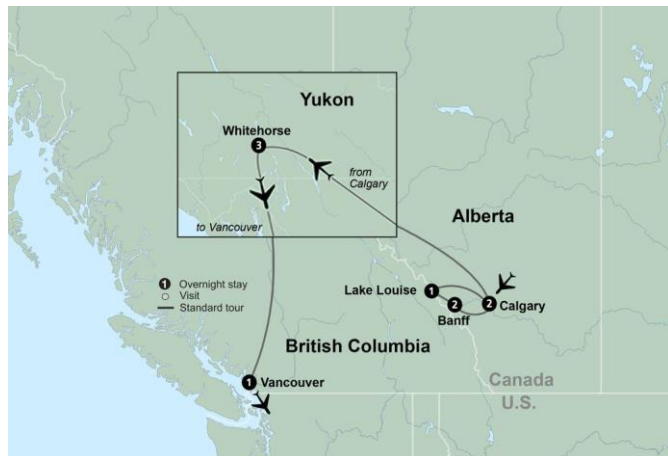 Yukon
Whitehorse
3
from
Calgary
to Vancouver
Alberta
1 Overnight stay
Visit
Standard tour
Lake Louise 1
2
2 Calgary
Banff
British Columbia
1 Vancouver
Canada
U.S.